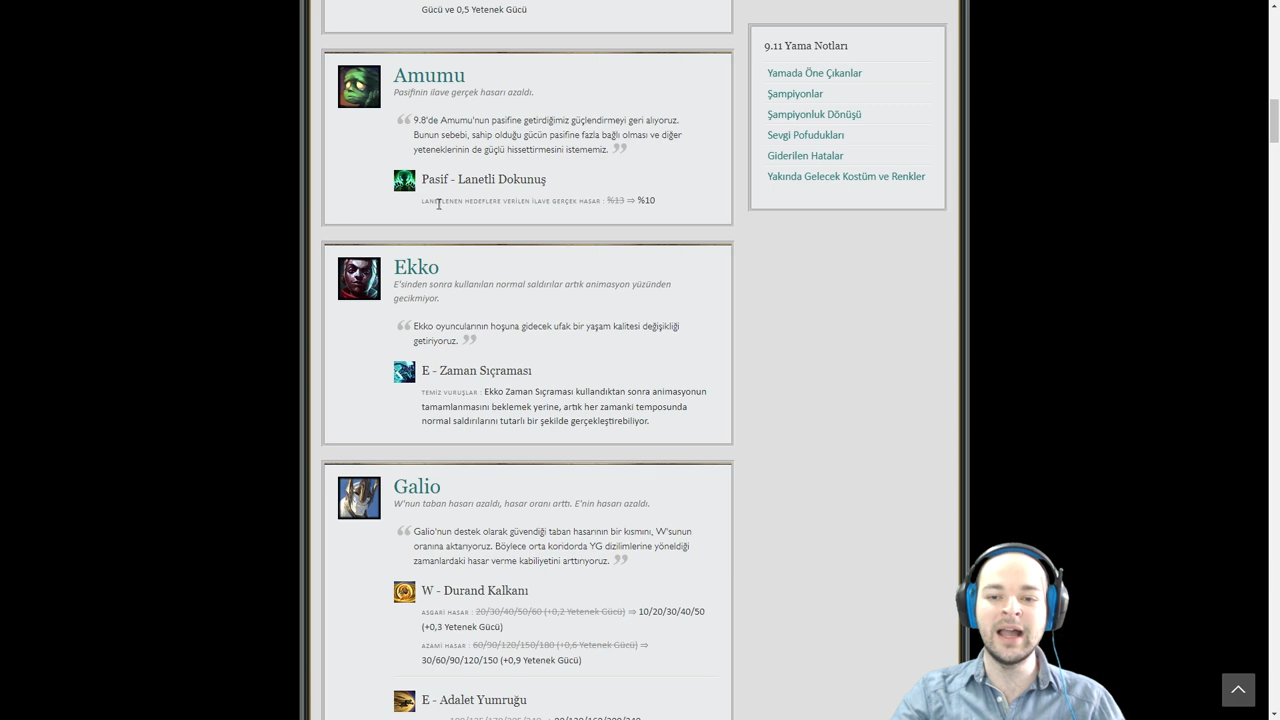 Gücü ve 0,5 Yetenek Gücü
Amumu
Pasifinin ilave gerçek hasarı azaldı.
9.8'de Amumu'nun pasifine getirdiğimiz güçlendirmeyi geri alıyoruz.
Bunun sebebi, sahip olduğu gücün pasifine fazla bağlı olması ve diğer
yeteneklerinin de güçlü hissettirmesini istememiz.
Pasif - Lanetli Dokunuş
LANETLENEN HEDEFLERE VERİLEN İLAVE GERÇEK HASAR : %13 ⇒ %10
Ekko
E'sinden sonra kullanılan normal saldırılar artık animasyon yüzünden
gecikmiyor.
Ekko oyuncularının hoşuna gidecek ufak bir yaşam kalitesi değişikliği
getiriyoruz.
E - Zaman Sıçraması
TEMİZ VURUŞLAR : Ekko Zaman Sıçraması kullandıktan sonra animasyonun
tamamlanmasını beklemek yerine, artık her zamanki temposunda
normal saldırılarını tutarlı bir şekilde gerçekleştirebiliyor.
Galio
W'nun taban hasarı azaldı, hasar oranı arttı. E'nin hasarı azaldı.
Galio'nun destek olarak güvendiği taban hasarının bir kısmını, W'sunun
oranına aktarıyoruz. Böylece orta koridorda YG dizilimlerine yöneldiği
zamanlardaki hasar verme kabiliyetini arttırıyoruz.
W - Durand Kalkanı
ASGARİ HASAR : 20/30/40/50/60 (+0,2 Yetenek Gücü) ⇒ 10/20/30/40/50
(+0,3 Yetenek Gücü)
AZAMİ HASAR : 60/90/120/150/180 (+0,6 Yetenek Gücü) ⇒
30/60/90/120/150 (+0,9 Yetenek Gücü)
E - Adalet Yumruğu
9.11 Yama Notları
Yamada Öne Çıkanlar
Şampiyonlar
Şampiyonluk Dönüşü
Sevgi Pofudukları
Giderilen Hatalar
Yakında Gelecek Kostüm ve Renkler